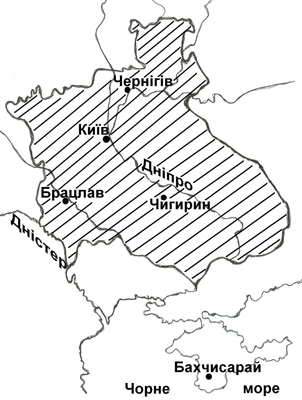 Чернігів
Київ
Дніпро
Брацлав
Чигирин
Дністер
Бахчисарай
Чорне море